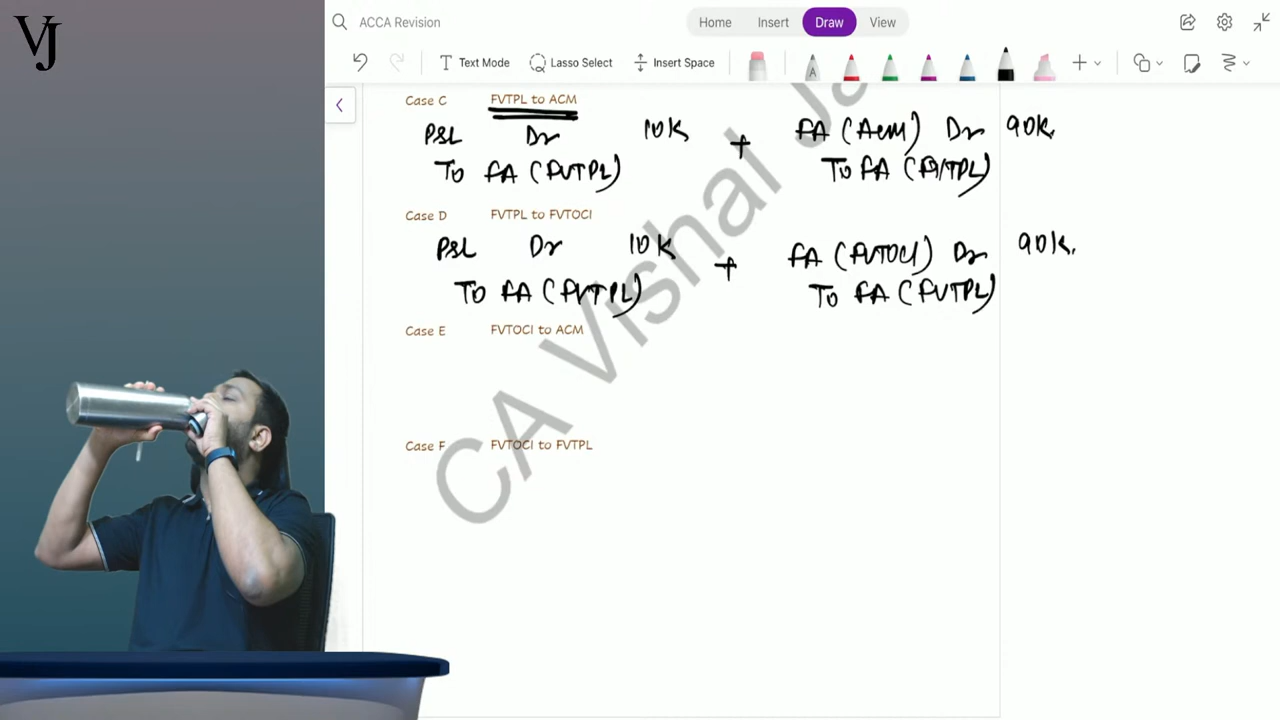 VJ
ACCA Revision
Home Insert Draw View
Text Mode Lasso Select Insert Space
Case C FVTPL to ACM
P&L Dr 10K + FA (ACM) Dr 90K
To FA (FVTPL) To FA (FVTPL)
Case D FVTPL to FVTOCI
P&L Dr 10K + FA (FVTOCI) Dr 90K.
To FA (FVTPL) To FA (FVTPL)
Case E FVTOCI to ACM
Case F FVTOCI to FVTPL
CA Vishal Ja